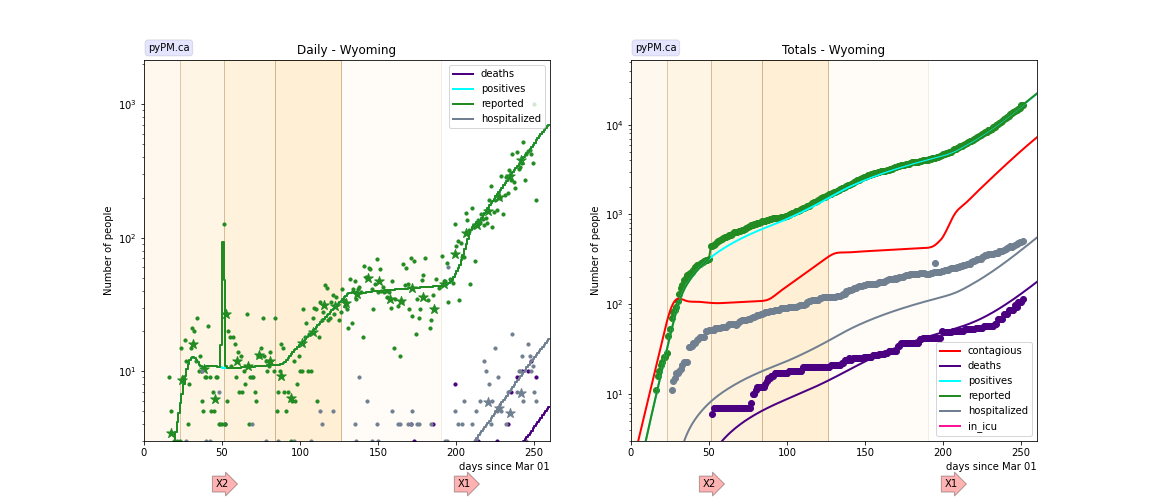 pyPM.ca
Daily - Wyoming
Number of people
10³
10²
10¹
deaths
positives
reported
hospitalized
0 50 100 150 200 250
days since Mar 01
X2 X1
pyPM.ca
Totals - Wyoming
Number of people
10⁴
10³
10²
10¹
contagious
deaths
positives
reported
hospitalized
in_icu
0 50 100 150 200 250
days since Mar 01
X2 X1